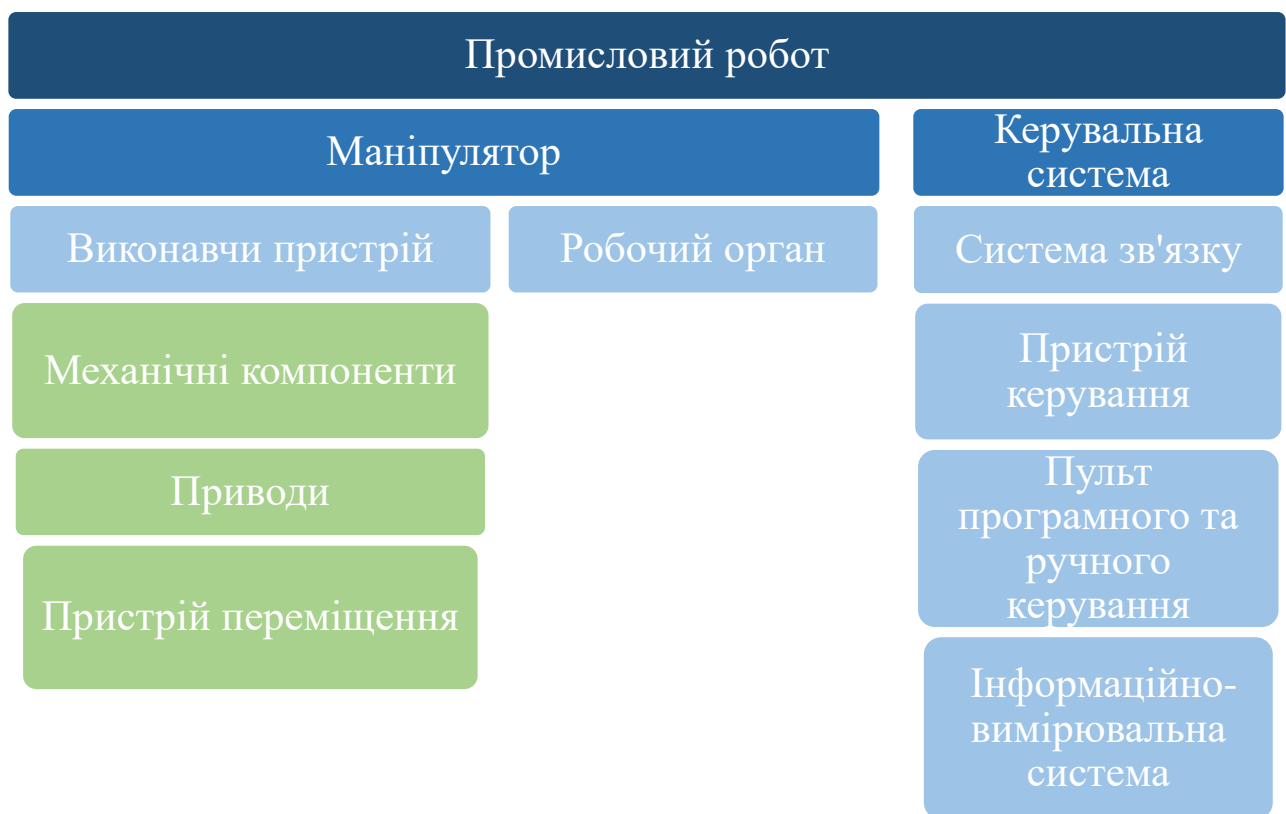 Промисловий робот
Маніпулятор
Керувальна
система
Виконавчи пристрій
Робочий орган
Система зв'язку
Механічні компоненти
Пристрій
керування
Приводи
Пульт
програмного та
ручного
керування
Пристрій переміщення
Інформаційно-
вимірювальна
система